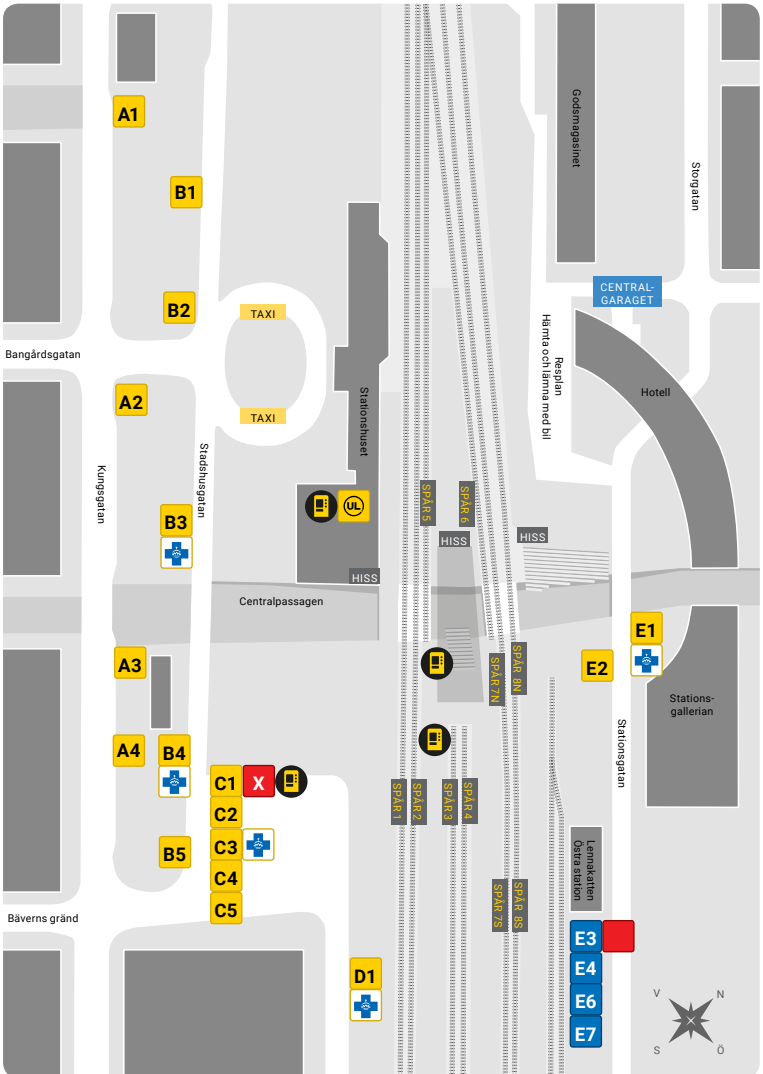 A1
Godsmagasinet
Storgatan
B1
CENTRAL-
GARAGET
B2
TAXI
Bangårdsgatan
Resplan
Hämta och lämna med bil
Hotell
A2
TAXI
Stationshuset
Kungsgatan
Stadshusgatan
UL
SPÅR 5
SPÅR 6
B3
HISS
HISS
HISS
Centralpassagen
E1
A3
E2
SPÅR 7N
SPÅR 8N
Stations-
gallerian
A4
B4
Stationsgatan
C1
X
SPÅR 1
SPÅR 2
SPÅR 3
SPÅR 4
C2
B5
C3
Lennakatten
Östra station
C4
C5
SPÅR 7S
SPÅR 8S
Bäverns gränd
E3
D1
E4
E6
E7
V
N
S
Ö